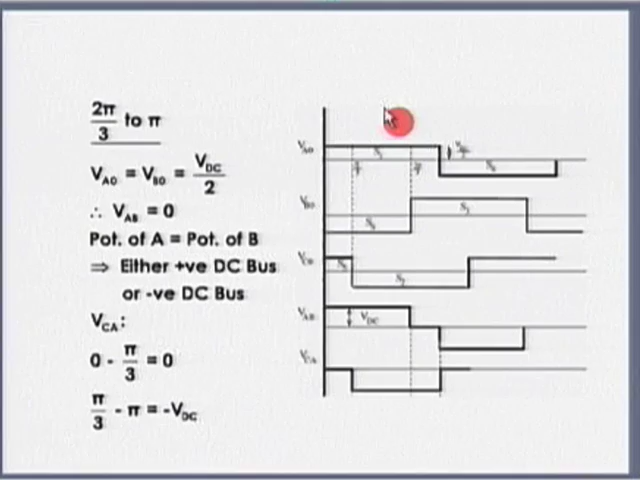 2π/3 to π
V_AO = V_BO = V_DC/2
∴ V_AB = 0
Pot. of A = Pot. of B
⇒ Either +ve DC Bus
or -ve DC Bus
V_CA:
0 - π/3 = 0
π/3 - π = -V_DC
V_AO
V_BO
V_AB
V_DC
V_CA